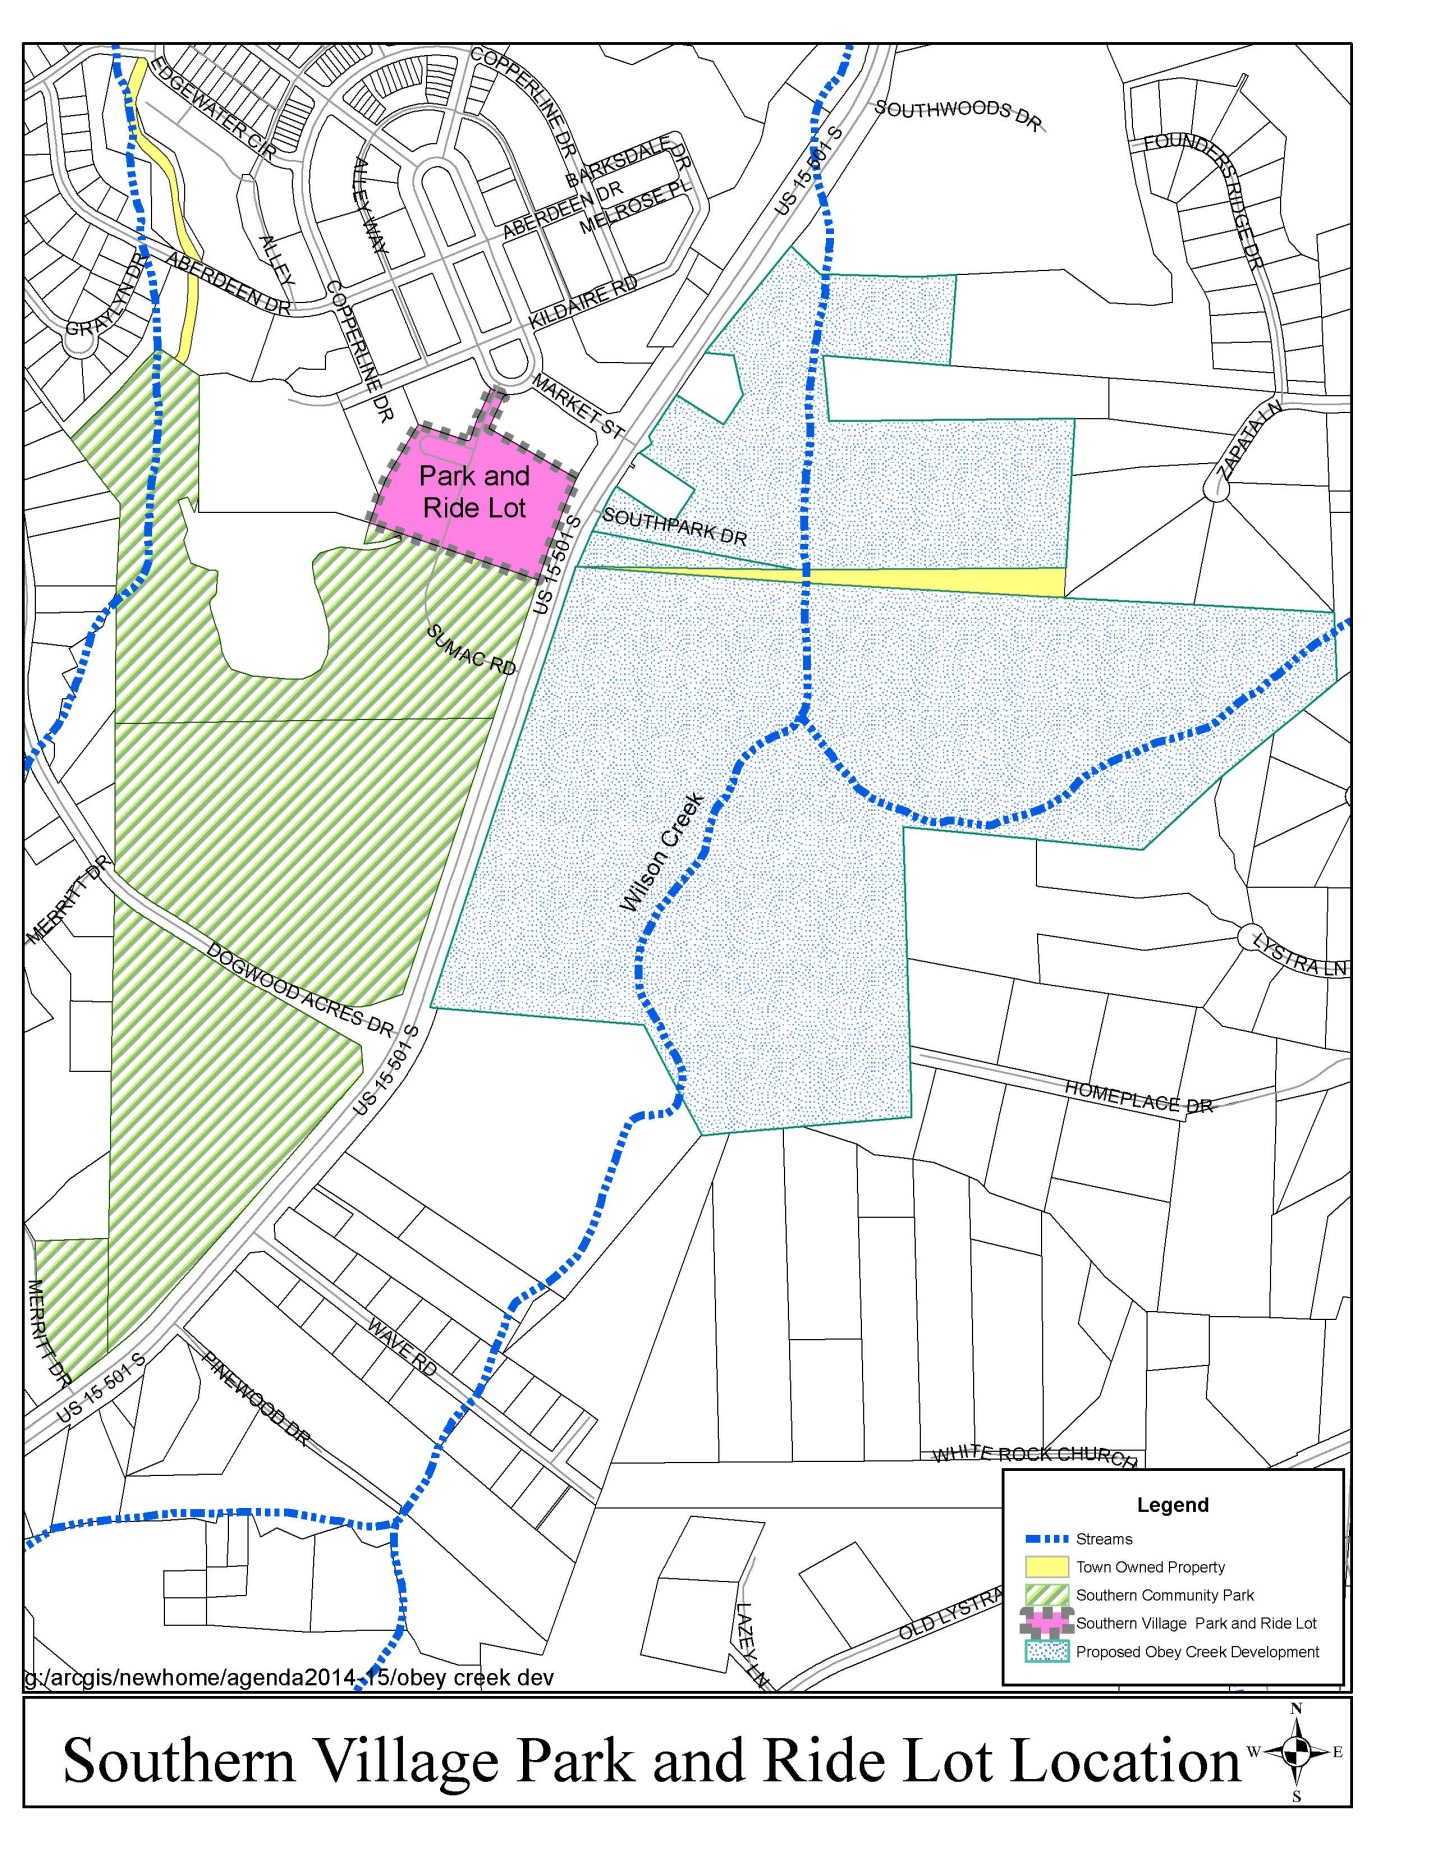 COPPERLINE DR
EDGEWATER CIR
SOUTHWOODS DR
US 15 501 S
FOUNDERS RIDGE DR
BARKSDALE DR
ALLEY WAY
ABERDEEN DR
MELROSE PL
ALLEY
ABERDEEN DR
GRAYLYN DR
KILDAIRE RD
COPPERLINE DR
MARKET ST
ZAPATA LN
Park and
Ride Lot
SOUTHPARK DR
US 15 501 S
SUMAC RD
Wilson Creek
MERRITT DR
DOGWOOD ACRES DR
LYSTRA LN
US 15 501 S
HOMEPLACE DR
MERRITT DR
WAVE RD
PINEWOOD DR
US 15 501 S
WHITE ROCK CHURCH
LAZEY LN
OLD LYSTRA
Legend
Streams
Town Owned Property
Southern Community Park
Southern Village Park and Ride Lot
Proposed Obey Creek Development
g:/arcgis/newhome/agenda2014-15/obey creek dev
Southern Village Park and Ride Lot Location
N
W E
S